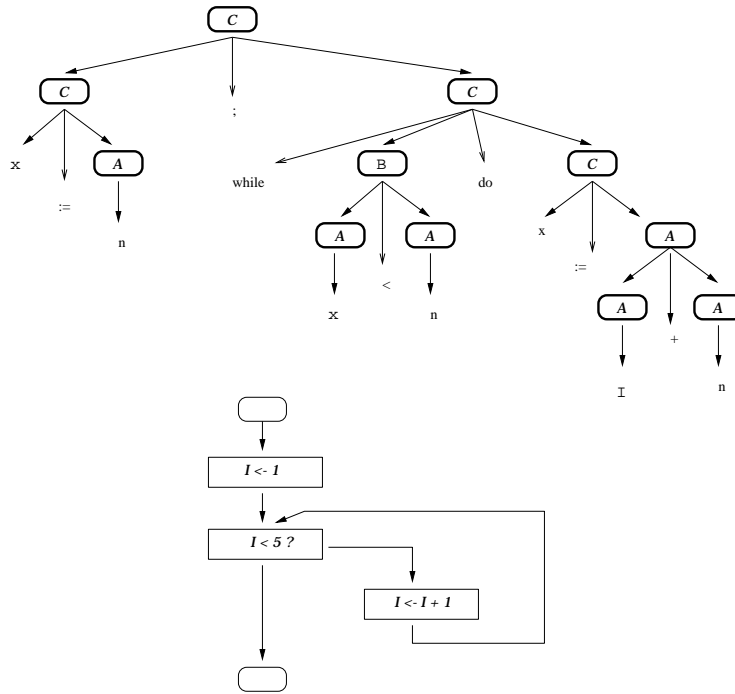 C
C ; C
x := A
while B do C
n
A < A
x := A
x n
A + A
I n
I <- 1
I < 5 ?
I <- I + 1